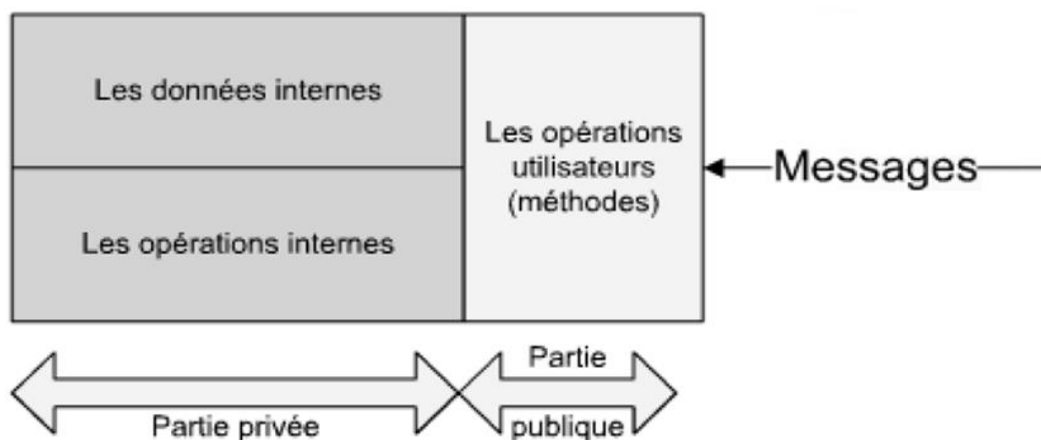 Les données internes
Les opérations
utilisateurs
(méthodes)
Messages
Les opérations internes
Partie
Partie privée
publique